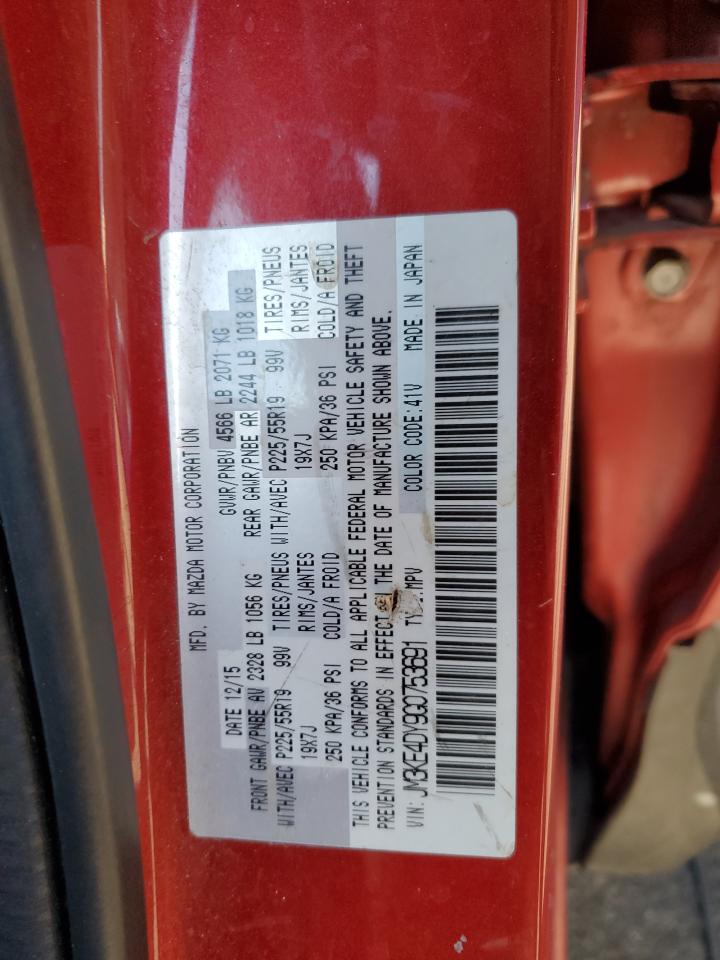 MFD. BY MAZDA MOTOR CORPORATION
DATE 12/15 GVWR/PNBV 4566 LB 2071 KG
FRONT GAWR/PNBE AV 2328 LB 1056 KG REAR GAWR/PNBE AR 2244 LB 1018 KG
WITH/AVEC P225/55R19 99V TIRES/PNEUS WITH/AVEC P225/55R19 99V TIRES/PNEUS
19X7J RIMS/JANTES 19X7J RIMS/JANTES
250 KPA/36 PSI COLD/A FROID 250 KPA/36 PSI COLD/A FROID
THIS VEHICLE CONFORMS TO ALL APPLICABLE FEDERAL MOTOR VEHICLE SAFETY AND THEFT
PREVENTION STANDARDS IN EFFECT THE DATE OF MANUFACTURE SHOWN ABOVE.
VIN: JM3KE4DY9G0753691 MPV COLOR CODE:41V MADE IN JAPAN